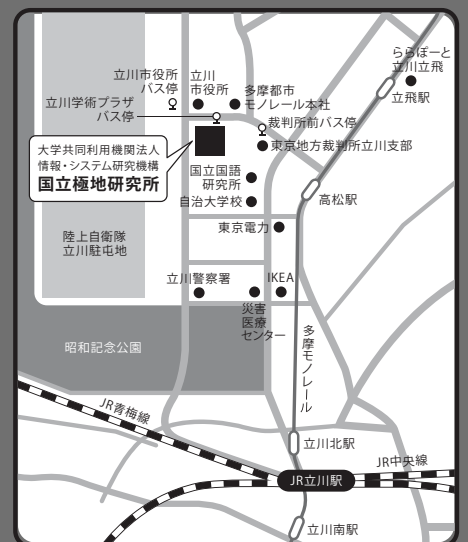 ららぽーと
立川立飛
立飛駅
立川市役所
バス停
立川
市役所
多摩都市
モノレール本社
立川学術プラザ
バス停
裁判所前バス停
東京地方裁判所立川支部
大学共同利用機関法人
情報・システム研究機構
国立極地研究所
国立国語
研究所
自治大学校
高松駅
東京電力
陸上自衛隊
立川駐屯地
立川警察署
IKEA
災害
医療
センター
昭和記念公園
多摩モノレール
JR青梅線
立川北駅
JR中央線
JR立川駅
立川南駅